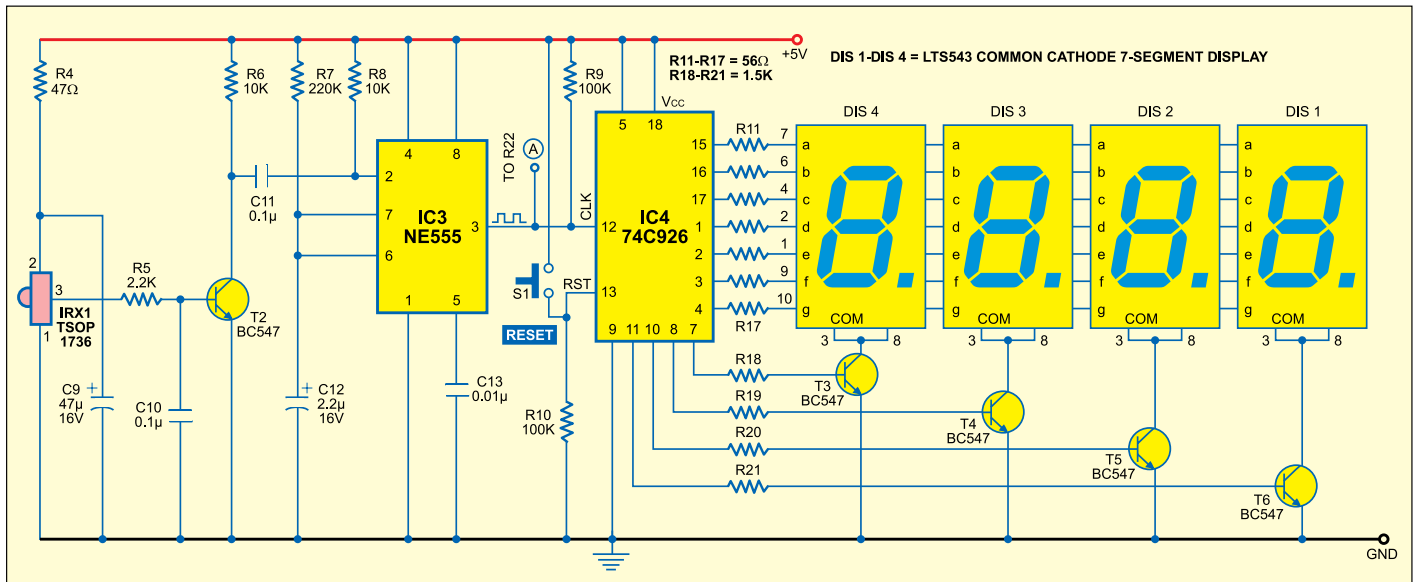 +5V
R11-R17 = 56Ω
R18-R21 = 1.5K
DIS 1-DIS 4 = LTS543 COMMON CATHODE 7-SEGMENT DISPLAY
R4
47Ω
R6
10K
R7
220K
R8
10K
R9
100K
VCC
5
18
DIS 4
DIS 3
DIS 2
DIS 1
4
8
2
7
6
IC3
NE555
3
1
5
C11
0.1µ
TO R22
A
CLK
12
IC4
74C926
RST
13
S1
RESET
15
16
17
1
2
3
4
9
11
10
8
7
R11
R17
7
6
4
2
1
9
10
a
b
c
d
e
f
g
COM
3
8
a
b
c
d
e
f
g
COM
3
8
a
b
c
d
e
f
g
COM
3
8
a
b
c
d
e
f
g
COM
3
8
2
3
1
IRX1
TSOP
1736
R5
2.2K
T2
BC547
C9
47µ
16V
+
C10
0.1µ
C12
2.2µ
16V
+
C13
0.01µ
R10
100K
R18
R19
R20
R21
T3
BC547
T4
BC547
T5
BC547
T6
BC547
GND